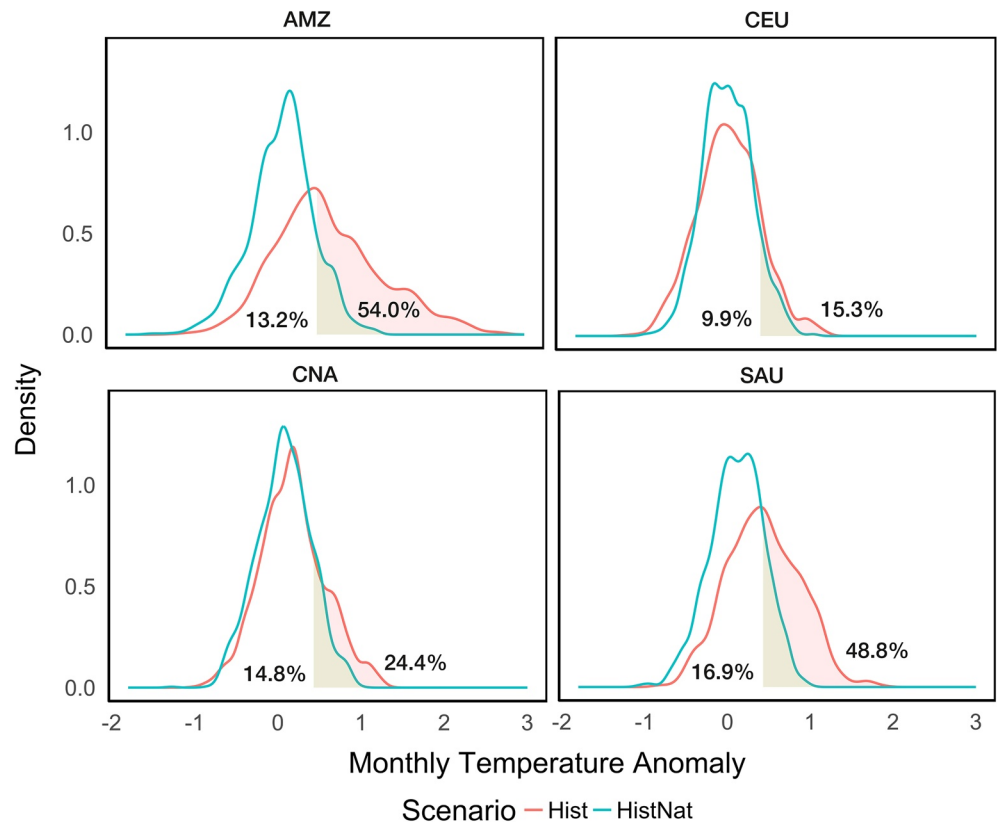 AMZ
CEU
1.0
0.5
0.0
13.2%
54.0%
9.9%
15.3%
CNA
SAU
1.0
0.5
0.0
14.8%
24.4%
16.9%
48.8%
-2 -1 0 1 2 3
-2 -1 0 1 2 3
Density
Monthly Temperature Anomaly
Scenario Hist HistNat